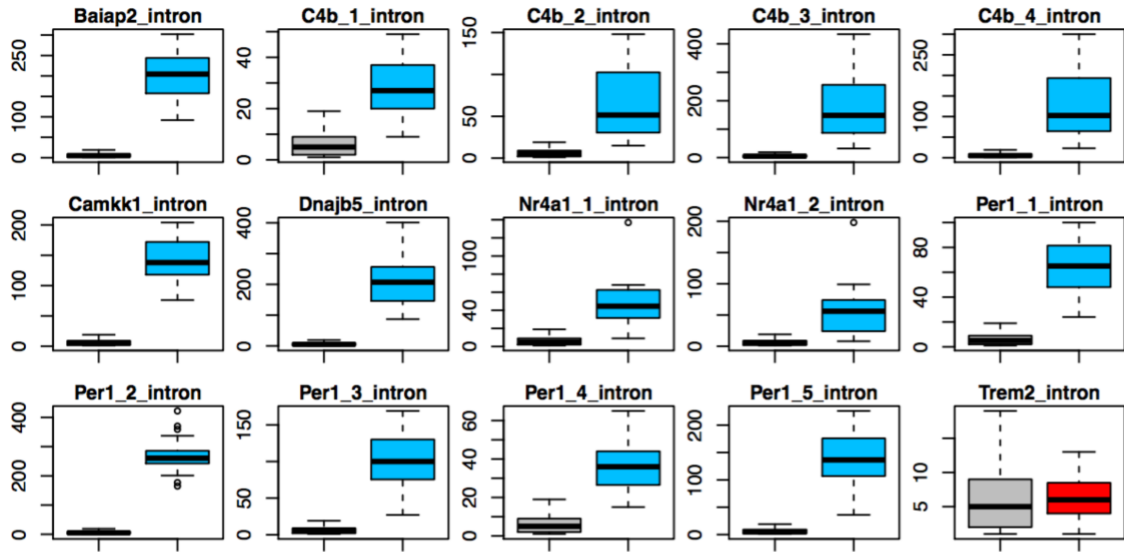 Baiap2_intron C4b_1_intron C4b_2_intron C4b_3_intron C4b_4_intron
250 100 0
40 20 0
150 50 0
400 200 0
250 100 0
Camkk1_intron Dnajb5_intron Nr4a1_1_intron Nr4a1_2_intron Per1_1_intron
200 100 0
400 200 0
100 40 0
200 100 50 0
80 40 0
Per1_2_intron Per1_3_intron Per1_4_intron Per1_5_intron Trem2_intron
400 200 0
150 50 0
60 40 20 0
200 100 0
10 5